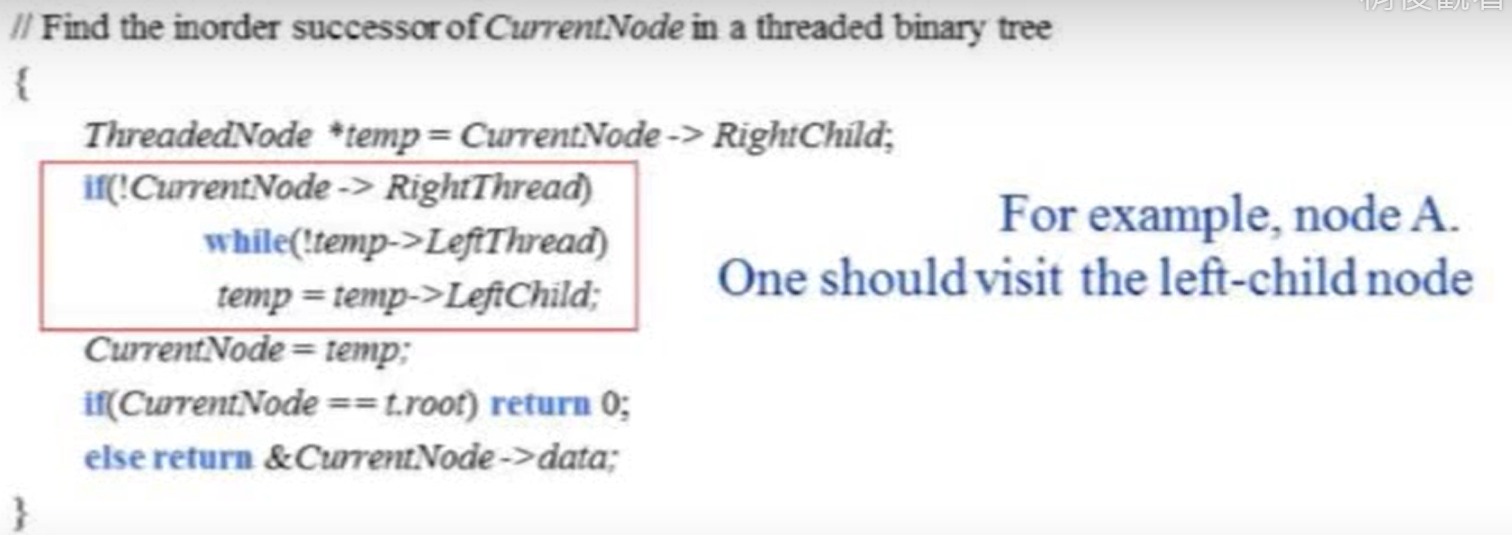 // Find the inorder successor of CurrentNode in a threaded binary tree
{
ThreadedNode *temp = CurrentNode -> RightChild;
if(!CurrentNode -> RightThread)
while(!temp->LeftThread)
temp = temp->LeftChild;
For example, node A.
One should visit the left-child node
CurrentNode = temp;
if(CurrentNode == t.root) return 0;
else return &CurrentNode->data;
}